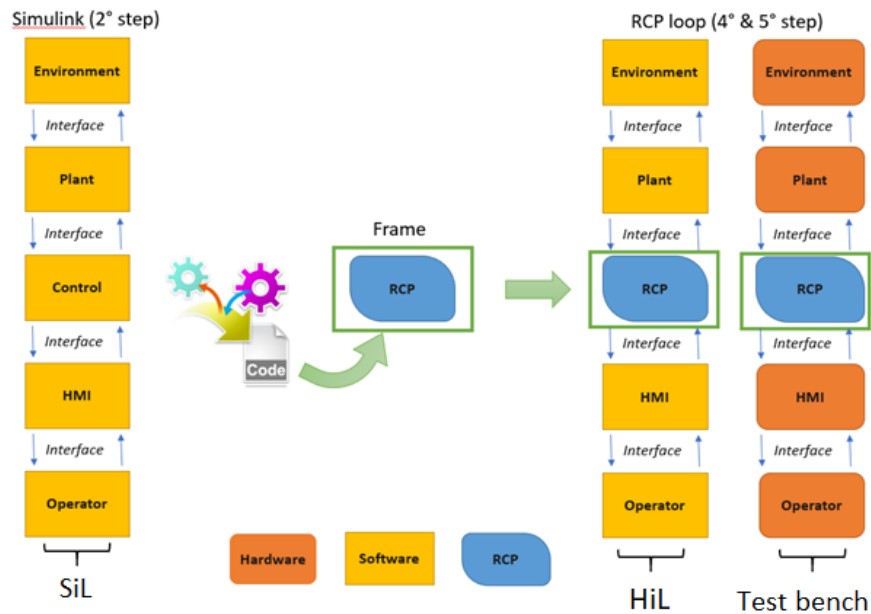 Simulink (2° step)
Environment
Interface
Plant
Interface
Control
Interface
HMI
Interface
Operator
SiL
Code
Frame
RCP
RCP loop (4° & 5° step)
Environment
Interface
Plant
Interface
RCP
Interface
HMI
Interface
Operator
HiL
Environment
Interface
Plant
Interface
RCP
Interface
HMI
Interface
Operator
Test bench
Hardware
Software
RCP